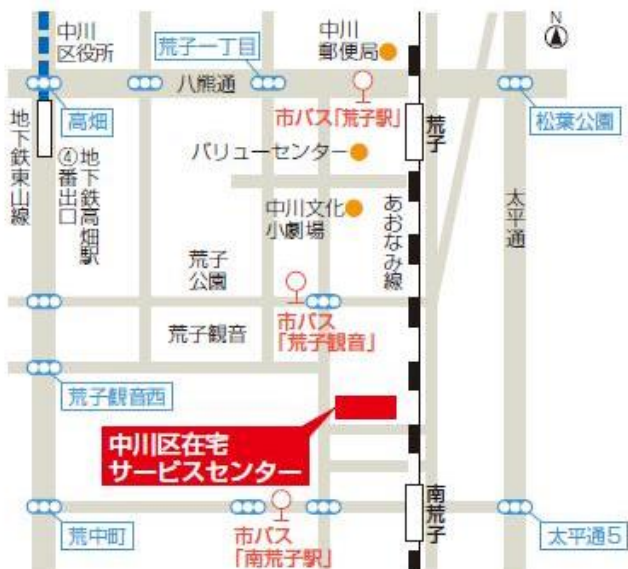 N
中川
区役所
荒子一丁目
中川
郵便局
八熊通
高畑
市バス「荒子駅」
荒子
松葉公園
地下鉄東山線
地下鉄高畑駅
④番出口
バリューセンター
中川文化
小劇場
あおなみ線
太平通
荒子
公園
荒子観音
市バス
「荒子観音」
荒子観音西
中川区在宅
サービスセンター
荒中町
市バス
「南荒子駅」
南荒子
太平通5